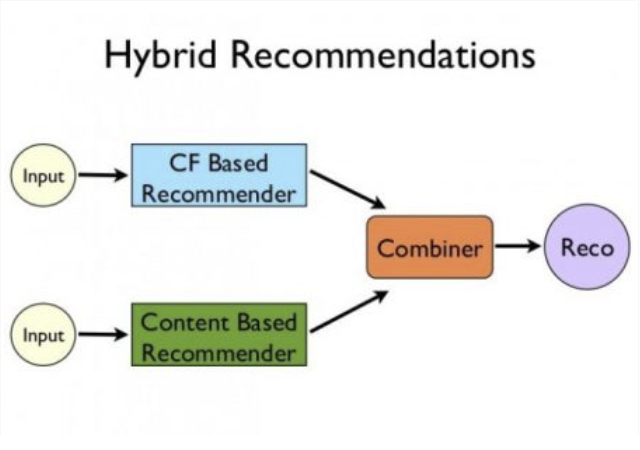 Hybrid Recommendations
Input
CF Based
Recommender
Combiner
Reco
Input
Content Based
Recommender